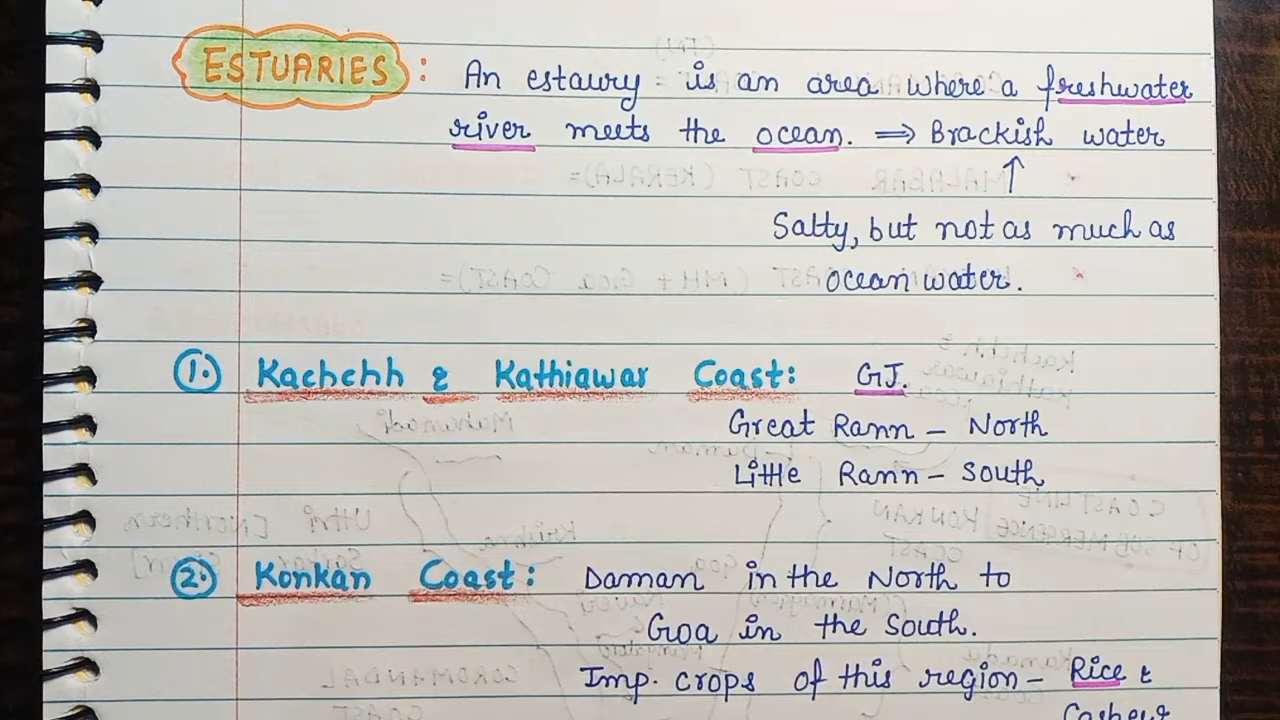 ESTUARIES : An estaury is an area where a freshwater
river meets the ocean. ⇒ Brackish water
↑
Salty, but not as much as
ocean water.
1. Kachchh & Kathiawar Coast: GJ.
Great Rann - North
Little Rann - South
2. Konkan Coast: Daman in the North to
Goa in the South.
Imp. crops of this region - Rice &
Cashew